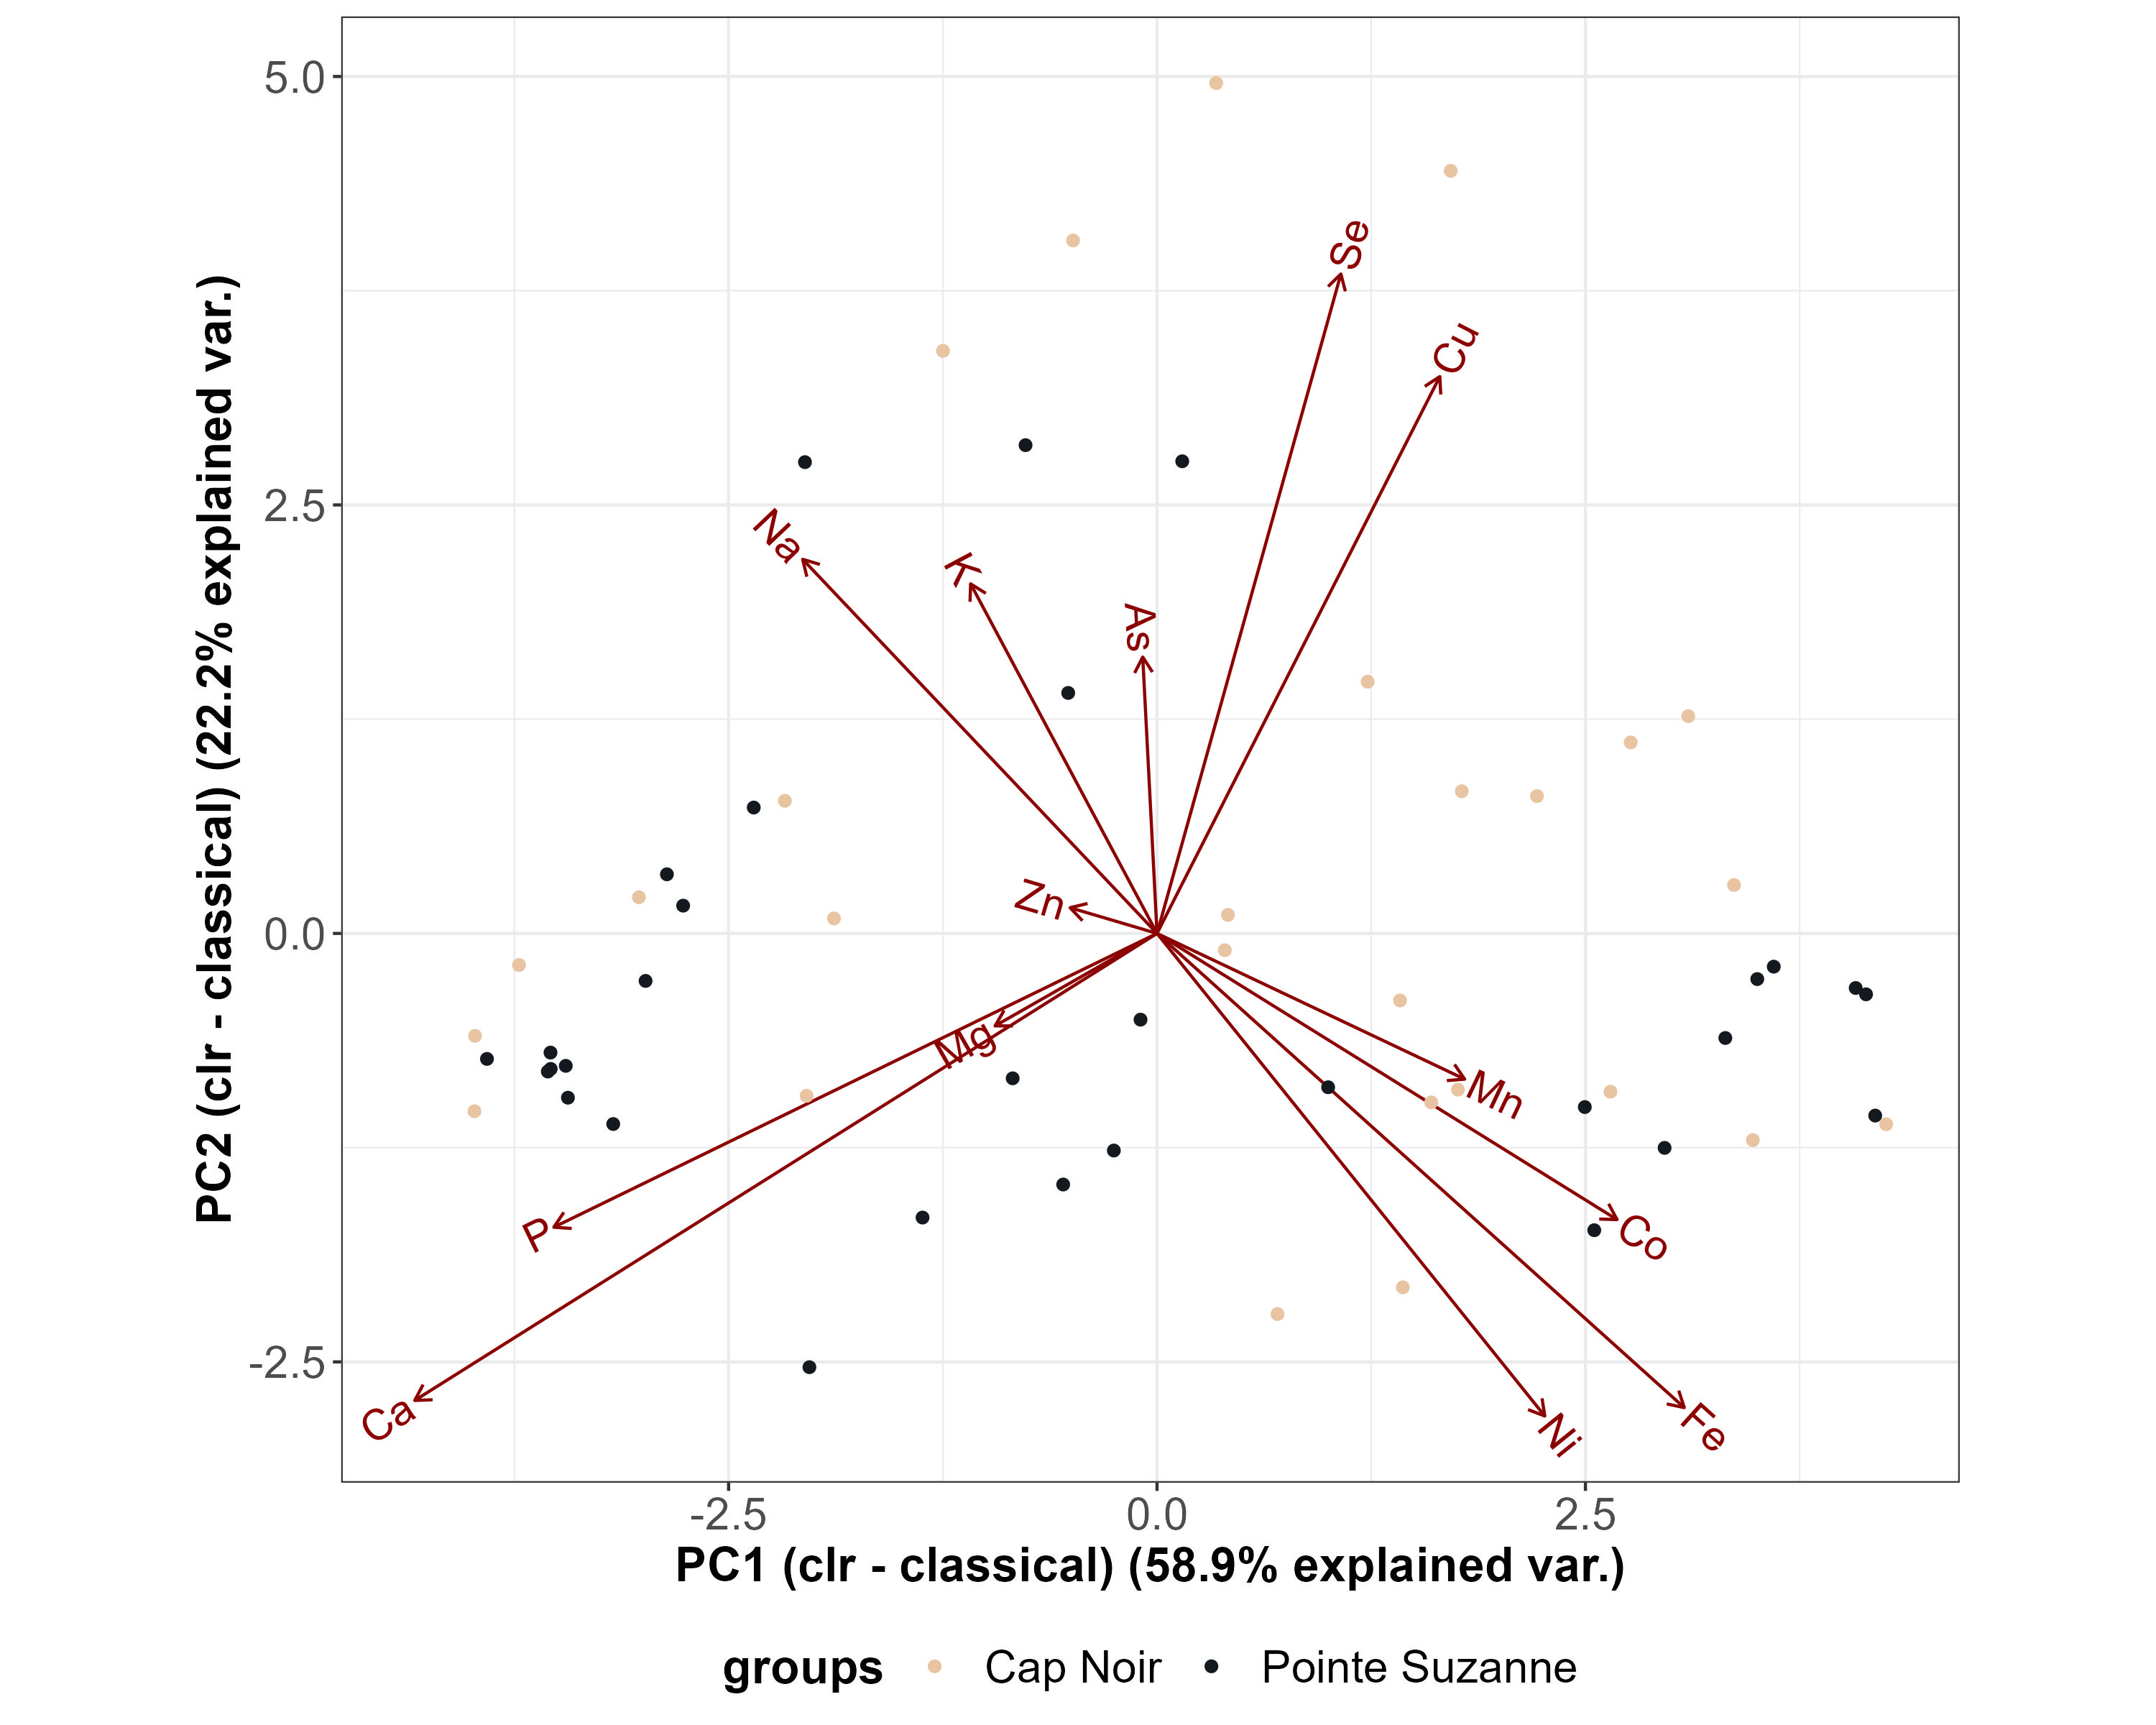 PC2 (clr - classical) (22.2% explained var.)
5.0
2.5
0.0
-2.5
Se
Cu
Na
K
As
Zn
Mg
Mn
P
Co
Ca
Ni
Fe
-2.5
0.0
2.5
PC1 (clr - classical) (58.9% explained var.)
groups
Cap Noir
Pointe Suzanne